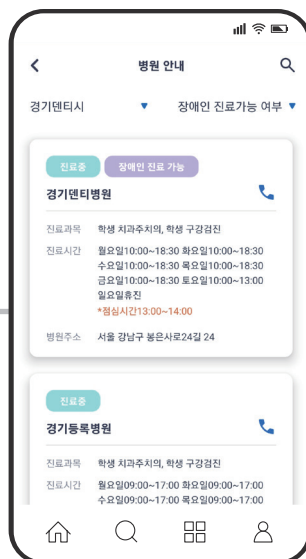 병원 안내
경기덴티시 ▼ 장애인 진료가능 여부 ▼
진료중 장애인 진료 가능
경기덴티병원
진료과목 학생 치과주치의, 학생 구강검진
진료시간 월요일10:00~18:30 화요일10:00~18:30
수요일10:00~18:30 목요일10:00~18:30
금요일10:00~18:30 토요일10:00~13:00
일요일휴진
*점심시간13:00~14:00
병원주소 서울 강남구 봉은사로24길 24
진료중
경기등록병원
진료과목 학생 치과주치의, 학생 구강검진
진료시간 월요일09:00~17:00 화요일09:00~17:00
수요일09:00~17:00 목요일09:00~17:00